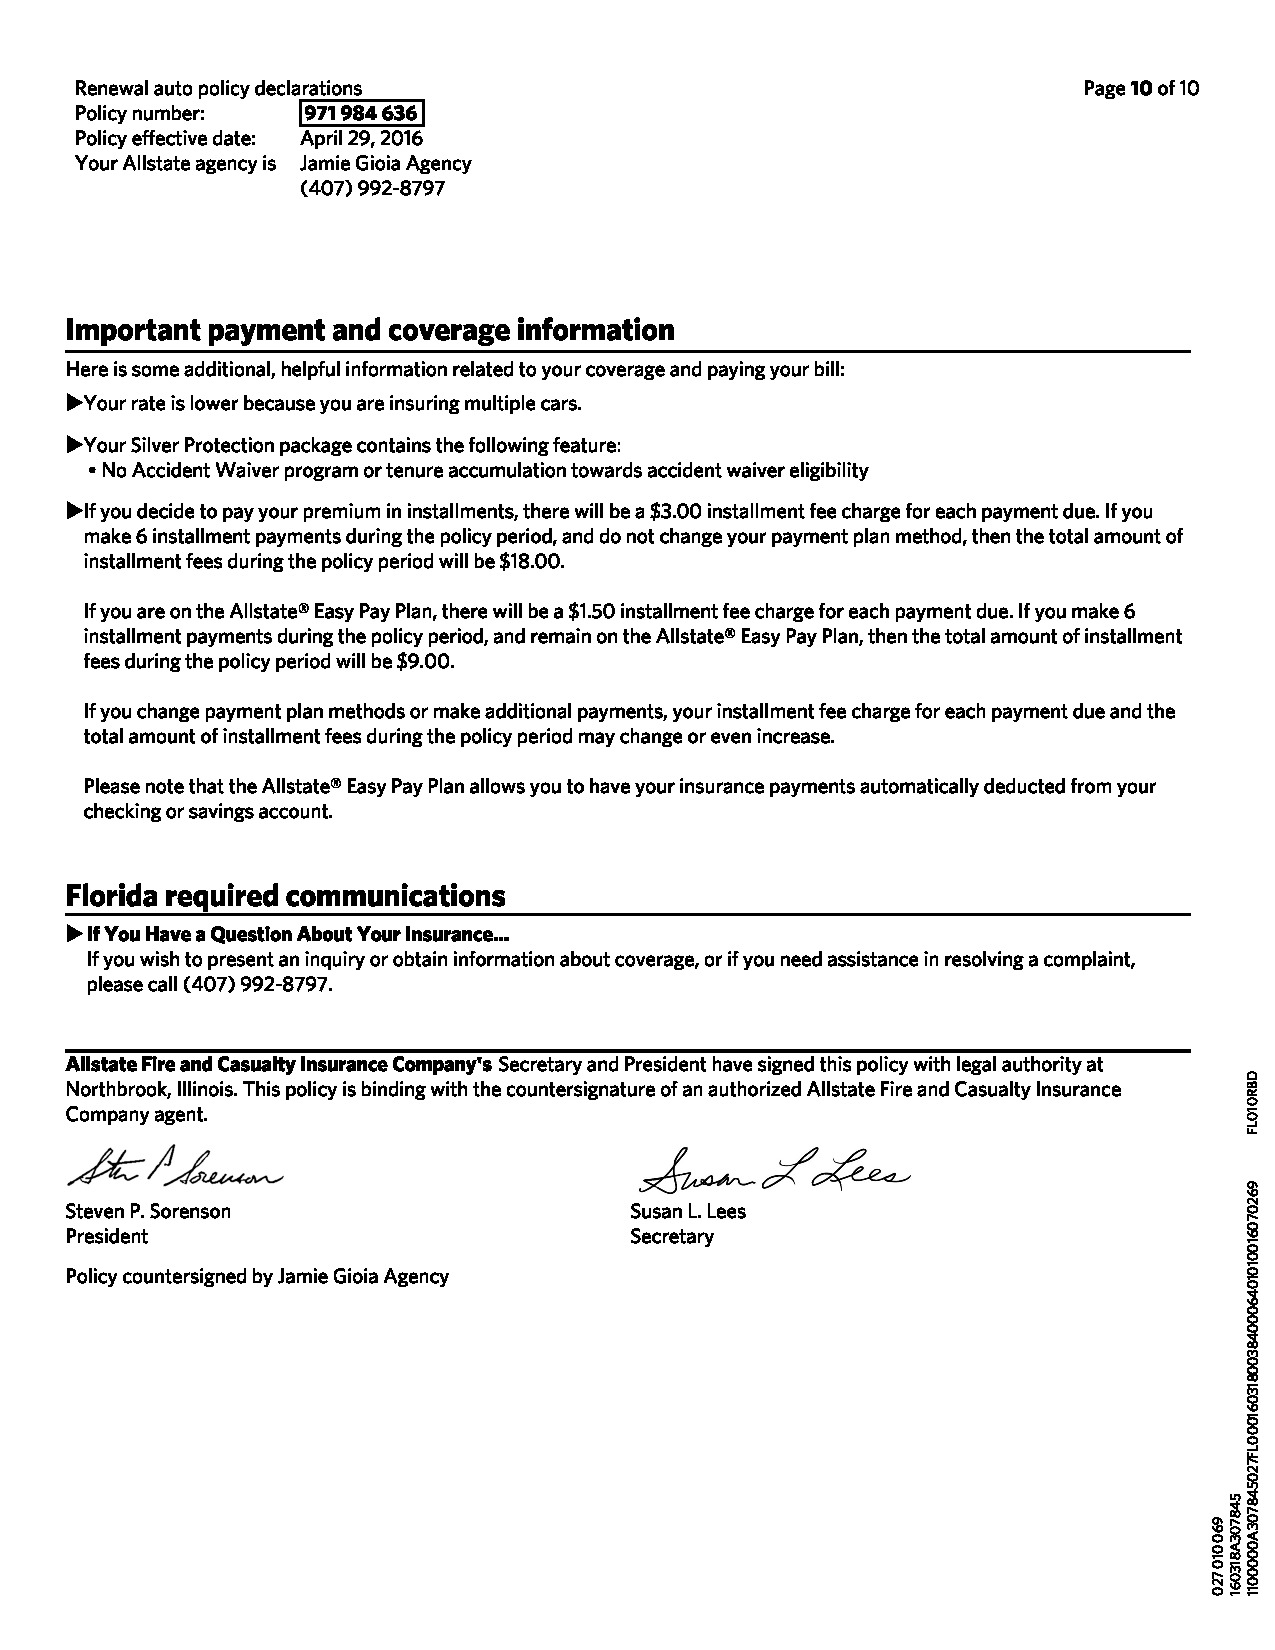 Renewal auto policy declarations
Page 10 of 10
Policy number: 971 984 636
Policy effective date: April 29, 2016
Your Allstate agency is Jamie Gioia Agency
(407) 992-8797
Important payment and coverage information
Here is some additional, helpful information related to your coverage and paying your bill:
▶Your rate is lower because you are insuring multiple cars.
▶Your Silver Protection package contains the following feature:
• No Accident Waiver program or tenure accumulation towards accident waiver eligibility
▶If you decide to pay your premium in installments, there will be a $3.00 installment fee charge for each payment due. If you
make 6 installment payments during the policy period, and do not change your payment plan method, then the total amount of
installment fees during the policy period will be $18.00.
If you are on the Allstate® Easy Pay Plan, there will be a $1.50 installment fee charge for each payment due. If you make 6
installment payments during the policy period, and remain on the Allstate® Easy Pay Plan, then the total amount of installment
fees during the policy period will be $9.00.
If you change payment plan methods or make additional payments, your installment fee charge for each payment due and the
total amount of installment fees during the policy period may change or even increase.
Please note that the Allstate® Easy Pay Plan allows you to have your insurance payments automatically deducted from your
checking or savings account.
Florida required communications
▶ If You Have a Question About Your Insurance...
If you wish to present an inquiry or obtain information about coverage, or if you need assistance in resolving a complaint,
please call (407) 992-8797.
Allstate Fire and Casualty Insurance Company's Secretary and President have signed this policy with legal authority at
Northbrook, Illinois. This policy is binding with the countersignature of an authorized Allstate Fire and Casualty Insurance
Company agent.
Steven P. Sorenson
President
Susan L. Lees
Secretary
Policy countersigned by Jamie Gioia Agency
027 010 069
160318A307845
1100000A307845027FL00016031800384000640101001607O269 FL010RBD